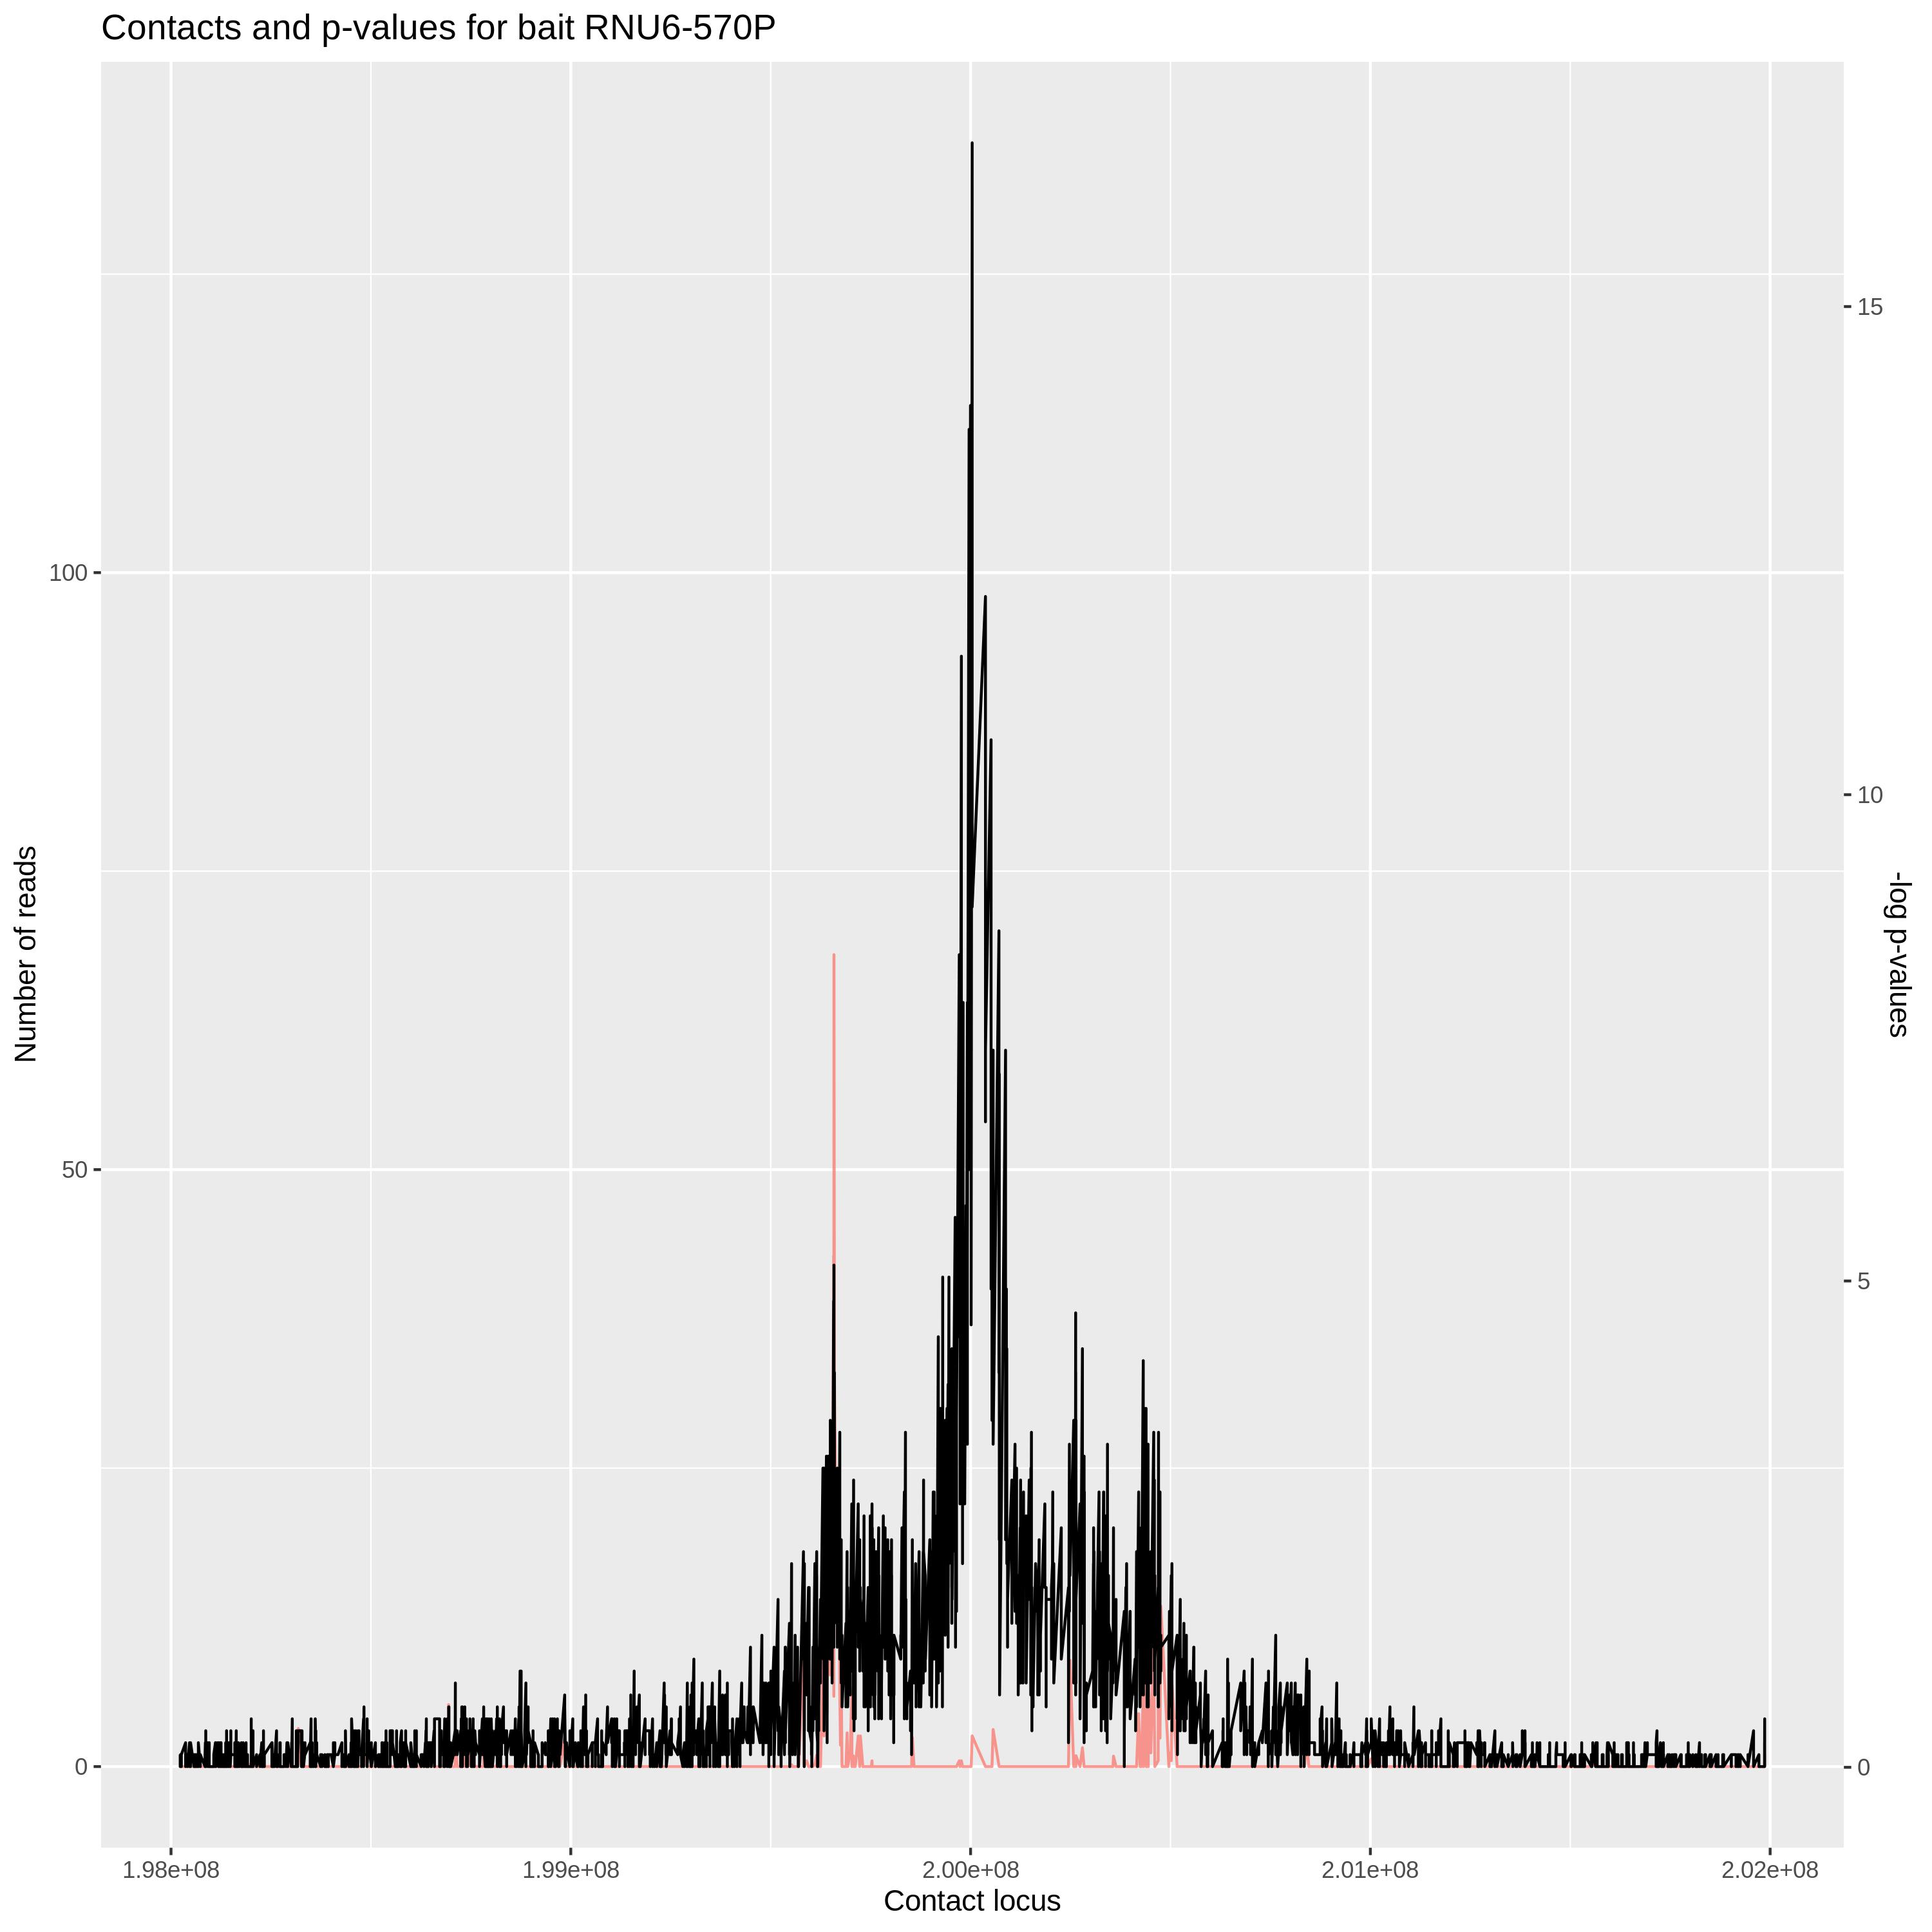 Contacts and p-values for bait RNU6-570P
Number of reads
100
50
0
15
10
5
0
-log p-values
1.98e+08 1.99e+08 2.00e+08 2.01e+08 2.02e+08
Contact locus